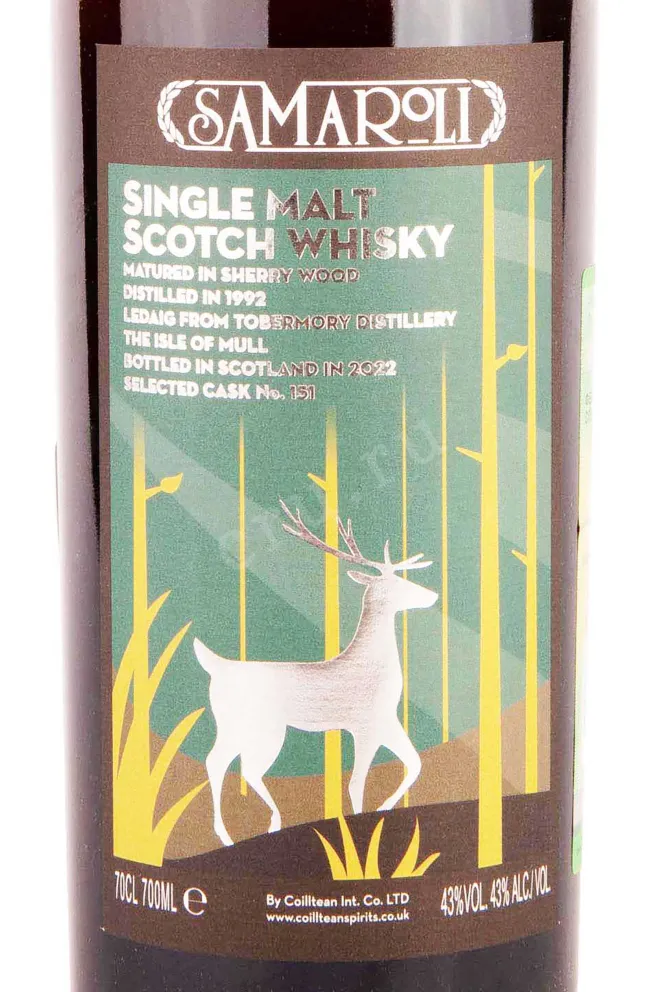 SAMAROLI
SINGLE MALT
SCOTCH WHISKY
MATURED IN SHERRY WOOD
DISTILLED IN 1992
LEDAIG FROM TOBERMORY DISTILLERY
THE ISLE OF MULL
BOTTLED IN SCOTLAND IN 2022
SELECTED CASK No. 151
70CL 700ML ℮
By Coilltean Int. Co. LTD
www.coillteanspirits.co.uk
43%VOL. 43% ALC/VOL